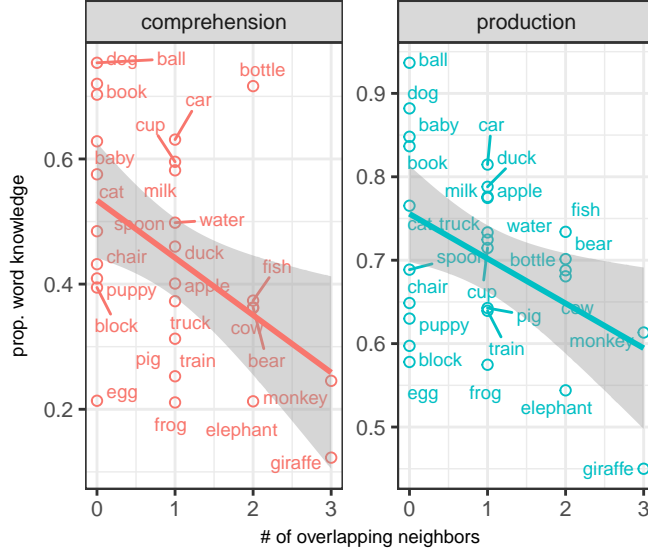 comprehension
production
prop. word knowledge
0.6
0.4
0.2
dog
ball
book
bottle
car
cup
baby
cat
milk
spoon
water
duck
chair
fish
puppy
apple
block
truck
cow
bear
pig
train
egg
monkey
frog
elephant
giraffe
0
1
2
3
0.9
0.8
0.7
0.6
0.5
ball
dog
baby
car
book
duck
milk
apple
fish
cat
truck
water
bear
spoon
bottle
chair
cup
cow
pig
puppy
monkey
train
block
egg
frog
elephant
giraffe
0
1
2
3
# of overlapping neighbors